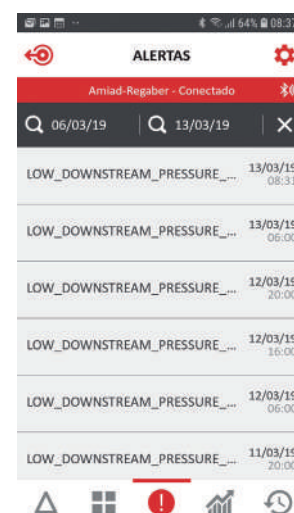 64% 08:37
ALERTAS
Amiad-Regaber - Conectado
06/03/19 13/03/19 X
LOW_DOWNSTREAM_PRESSURE_... 13/03/19
08:31
LOW_DOWNSTREAM_PRESSURE_... 13/03/19
06:00
LOW_DOWNSTREAM_PRESSURE_... 12/03/19
20:00
LOW_DOWNSTREAM_PRESSURE_... 12/03/19
16:00
LOW_DOWNSTREAM_PRESSURE_... 12/03/19
06:00
LOW_DOWNSTREAM_PRESSURE_... 11/03/19
20:00